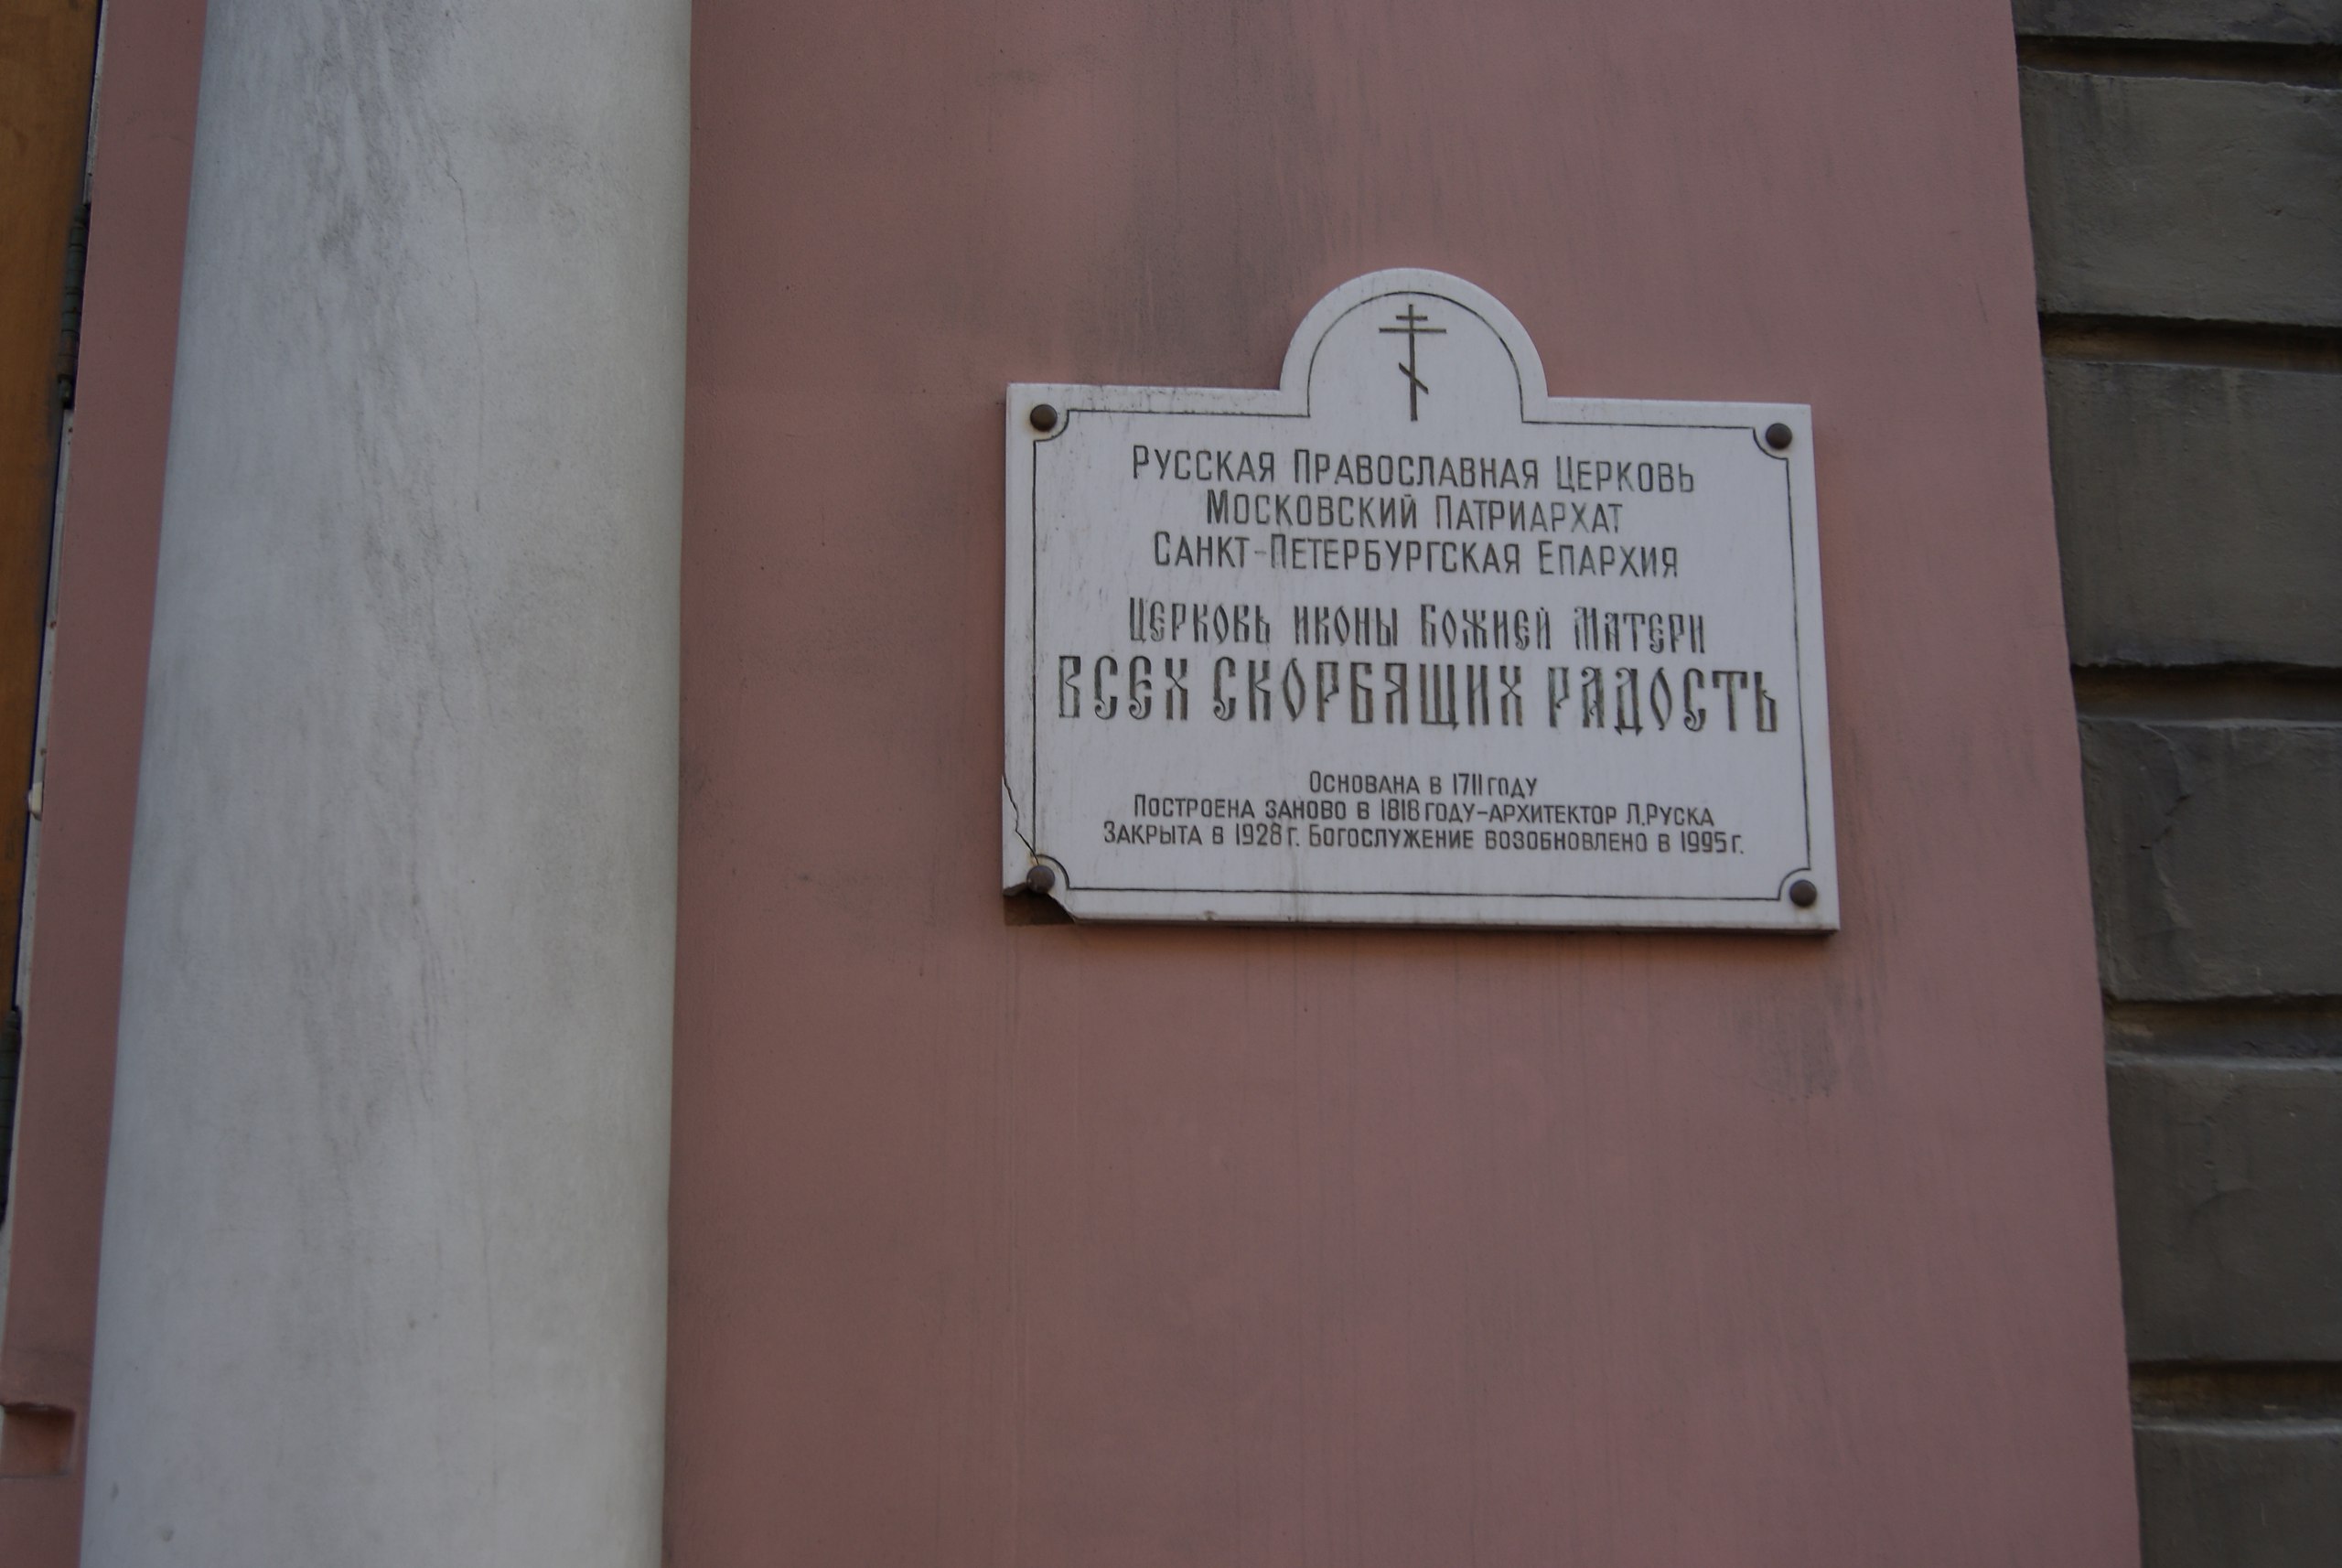 Русская Православная Церковь
Московский Патриархат
Санкт-Петербургская Епархия
Церковь иконы Божией Матери
ВСЕХ СКОРБЯЩИХ РАДОСТЬ
Основана в 1711 году
Построена заново в 1818 году-архитектор Л.Руска
Закрыта в 1928 г. Богослужение возобновлено в 1995 г.